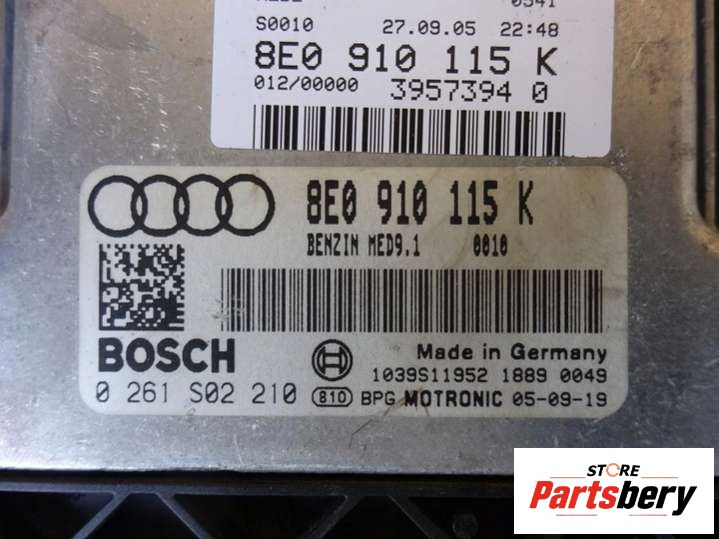 0541
S0010 27.09.05 22:48
8E0 910 115 K
012/00000 3957394 0
8E0 910 115 K
BENZIN MED9.1 0010
BOSCH
Made in Germany
0 261 S02 210
1039S11952 1889 0049
810 BPG MOTRONIC 05-09-19
STORE
Partsbery